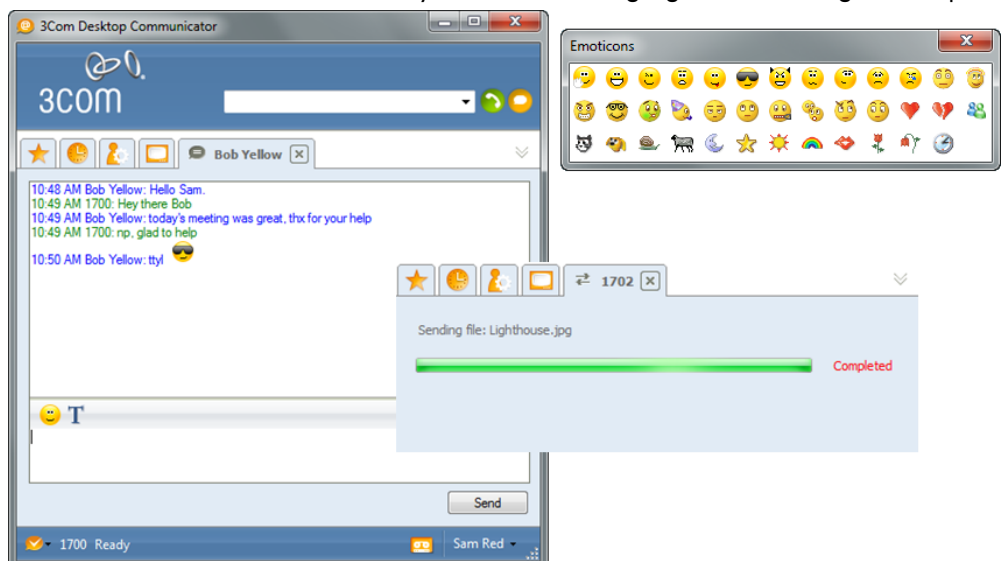 3Com Desktop Communicator
3COM
Bob Yellow
10:48 AM Bob Yellow: Hello Sam.
10:49 AM 1700: Hey there Bob
10:49 AM Bob Yellow: today's meeting was great, thx for your help
10:49 AM 1700: np, glad to help
10:50 AM Bob Yellow: ttyl
T
Send
1700 Ready
Sam Red
Emoticons
1702
Sending file: Lighthouse.jpg
Completed